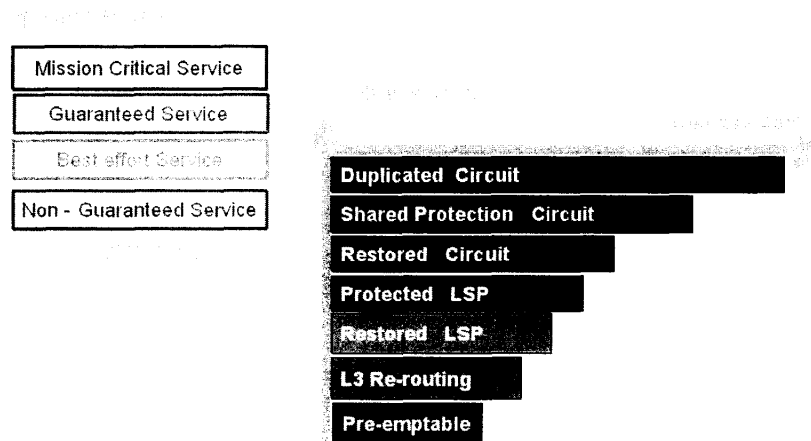 Mission Critical Service
Guaranteed Service
Best effort Service
Non - Guaranteed Service
Duplicated Circuit
Shared Protection Circuit
Restored Circuit
Protected LSP
Restored LSP
L3 Re-routing
Pre-emptable